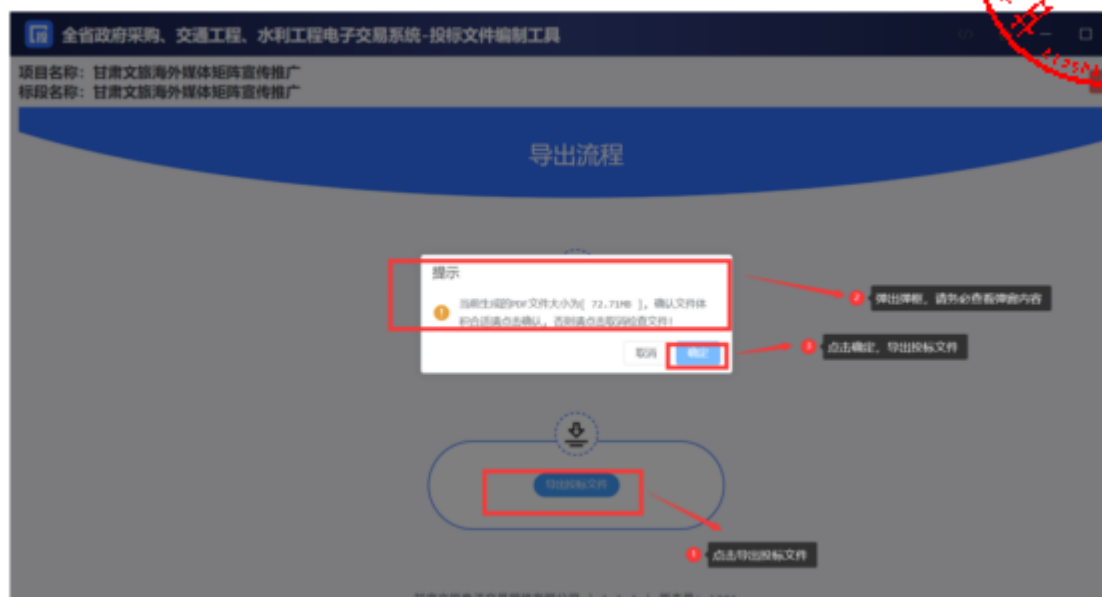 全省政府采购、交通工程、水利工程电子交易系统-投标文件编制工具
项目名称：甘肃文旅海外媒体矩阵宣传推广
标段名称：甘肃文旅海外媒体矩阵宣传推广
导出流程
提示
当前生成的PDF文件大小为[ 72.71MB ]，确认文件体
积合适请点击确认，否则请点击取消检查文件！
2 弹出弹框，请务必查看弹窗内容
取消 确定
3 点击确定，导出投标文件
导出投标文件
1 点击导出投标文件